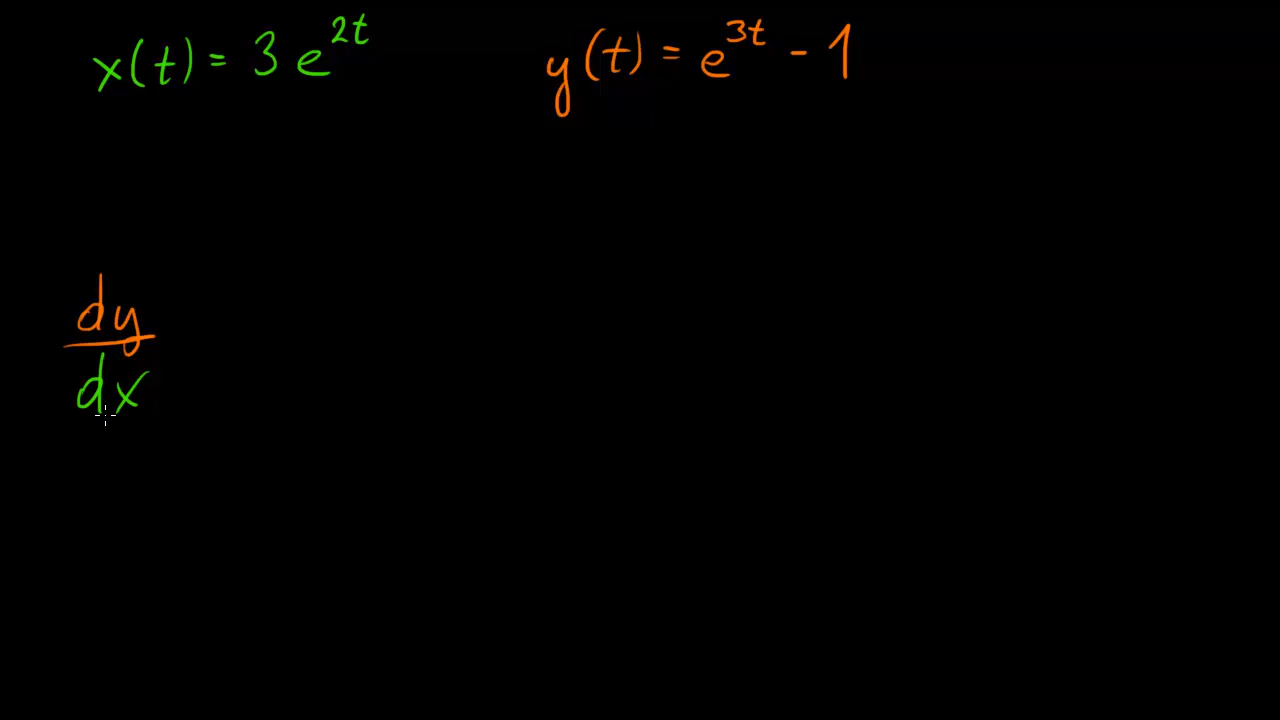 x(t) = 3e^{2t} y(t) = e^{3t} - 1
dy
dx